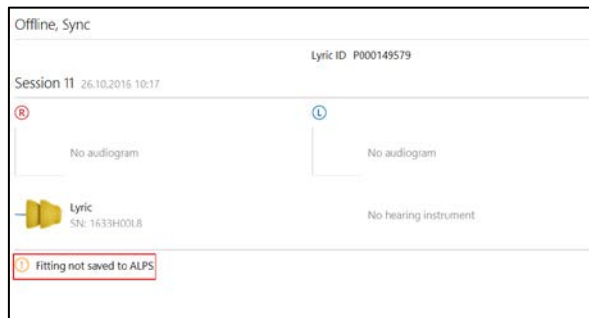 Offline, Sync
Lyric ID P000149579
Session 11 26.10.2016 10:17
R L
No audiogram No audiogram
Lyric
SN: 1633H00L8
No hearing instrument
! Fitting not saved to ALPS